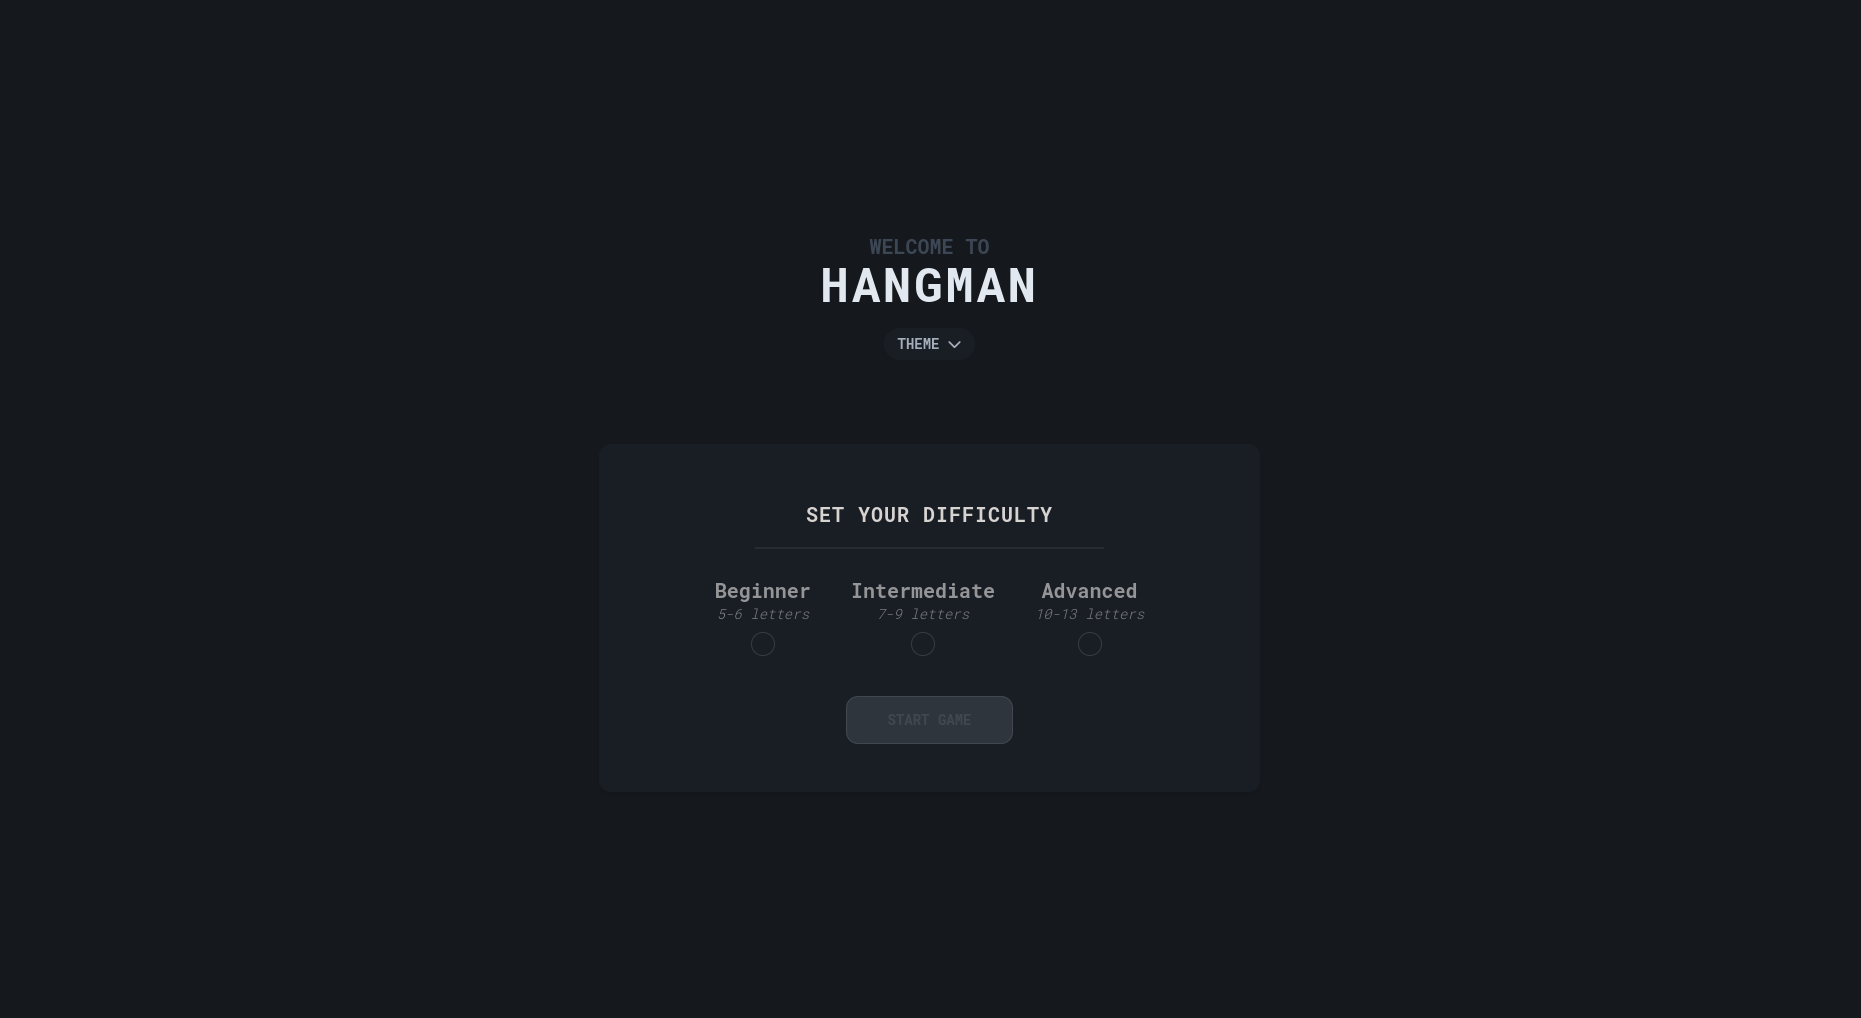 WELCOME TO
HANGMAN
THEME
SET YOUR DIFFICULTY
Beginner Intermediate Advanced
5-6 letters 7-9 letters 10-13 letters
START GAME